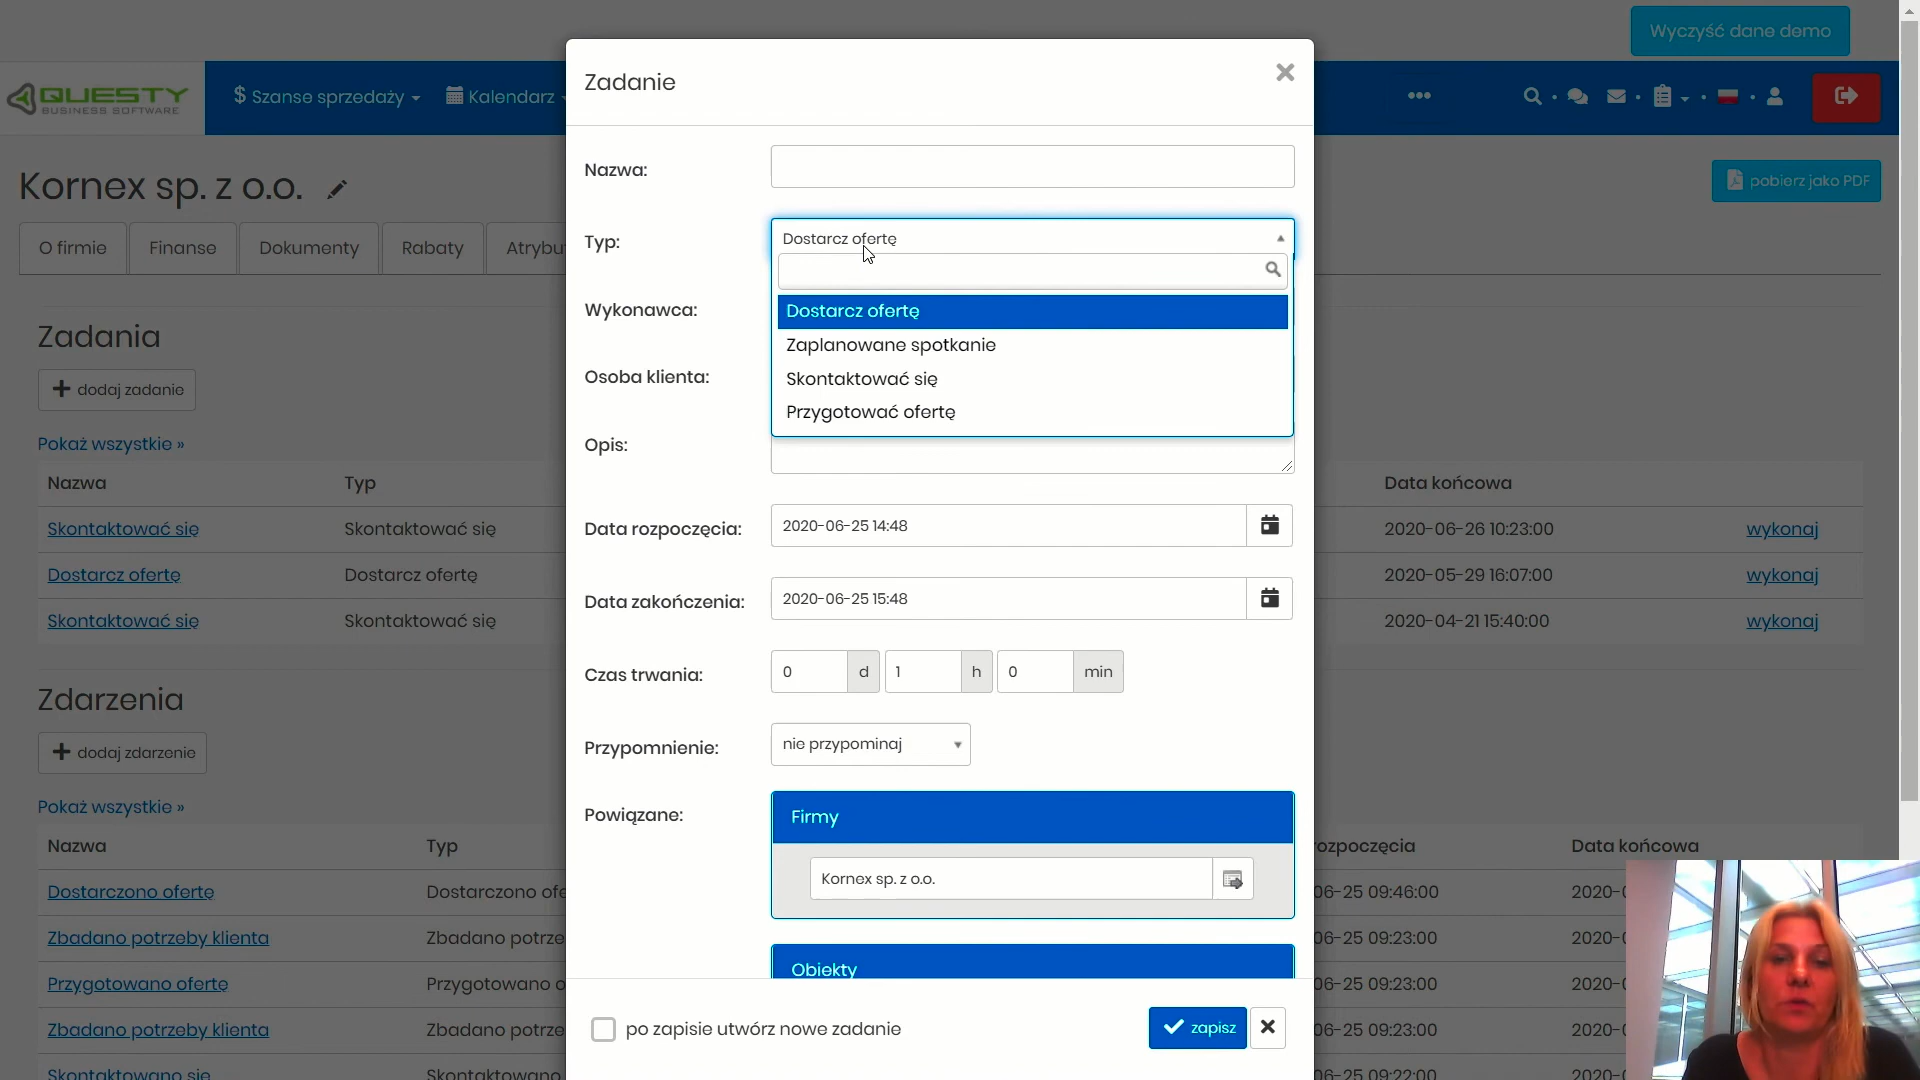 Wyczyść dane demo
QUESTY
BUSINESS SOFTWARE
$ Szanse sprzedaży
Kalendarz
Kornex sp. z o.o.
pobierz jako PDF
O firmie
Finanse
Dokumenty
Rabaty
Zadania
dodaj zadanie
Pokaż wszystkie »
Nazwa Typ Data końcowa
Skontaktować się Skontaktować się 2020-06-26 10:23:00 wykonaj
Dostarcz ofertę Dostarcz ofertę 2020-05-29 16:07:00 wykonaj
Skontaktować się Skontaktować się 2020-04-21 15:40:00 wykonaj
Zdarzenia
dodaj zdarzenie
Pokaż wszystkie »
Nazwa Typ ozpoczęcia Data końcowa
Dostarczono ofertę Dostarczono ofe 06-25 09:46:00 2020-0
Zbadano potrzeby klienta Zbadano potrze 06-25 09:23:00 2020-0
Przygotowano ofertę Przygotowano o 06-25 09:23:00 2020-0
Zbadano potrzeby klienta Zbadano potrze 06-25 09:23:00 2020-0
Skontaktowano się Skontaktowano 06-25 09:22:00 2020-0
Zadanie
Nazwa:
Typ: Dostarcz ofertę
Dostarcz ofertę
Zaplanowane spotkanie
Skontaktować się
Przygotować ofertę
Wykonawca:
Osoba klienta:
Opis:
Data rozpoczęcia: 2020-06-25 14:48
Data zakończenia: 2020-06-25 15:48
Czas trwania: 0 d 1 h 0 min
Przypomnienie: nie przypominaj
Powiązane: Firmy
Kornex sp. z o.o.
Obiekty
po zapisie utwórz nowe zadanie
zapisz